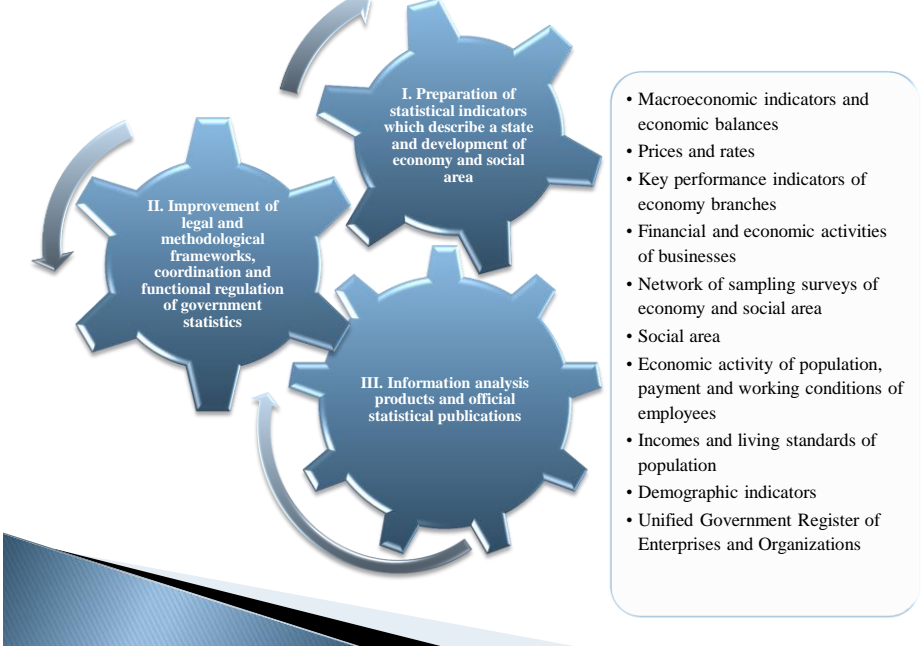 I. Preparation of
statistical indicators
which describe a state
and development of
economy and social
area
II. Improvement of
legal and
methodological
frameworks,
coordination and
functional regulation
of government
statistics
III. Information analysis
products and official
statistical publications
• Macroeconomic indicators and
economic balances
• Prices and rates
• Key performance indicators of
economy branches
• Financial and economic activities
of businesses
• Network of sampling surveys of
economy and social area
• Social area
• Economic activity of population,
payment and working conditions of
employees
• Incomes and living standards of
population
• Demographic indicators
• Unified Government Register of
Enterprises and Organizations